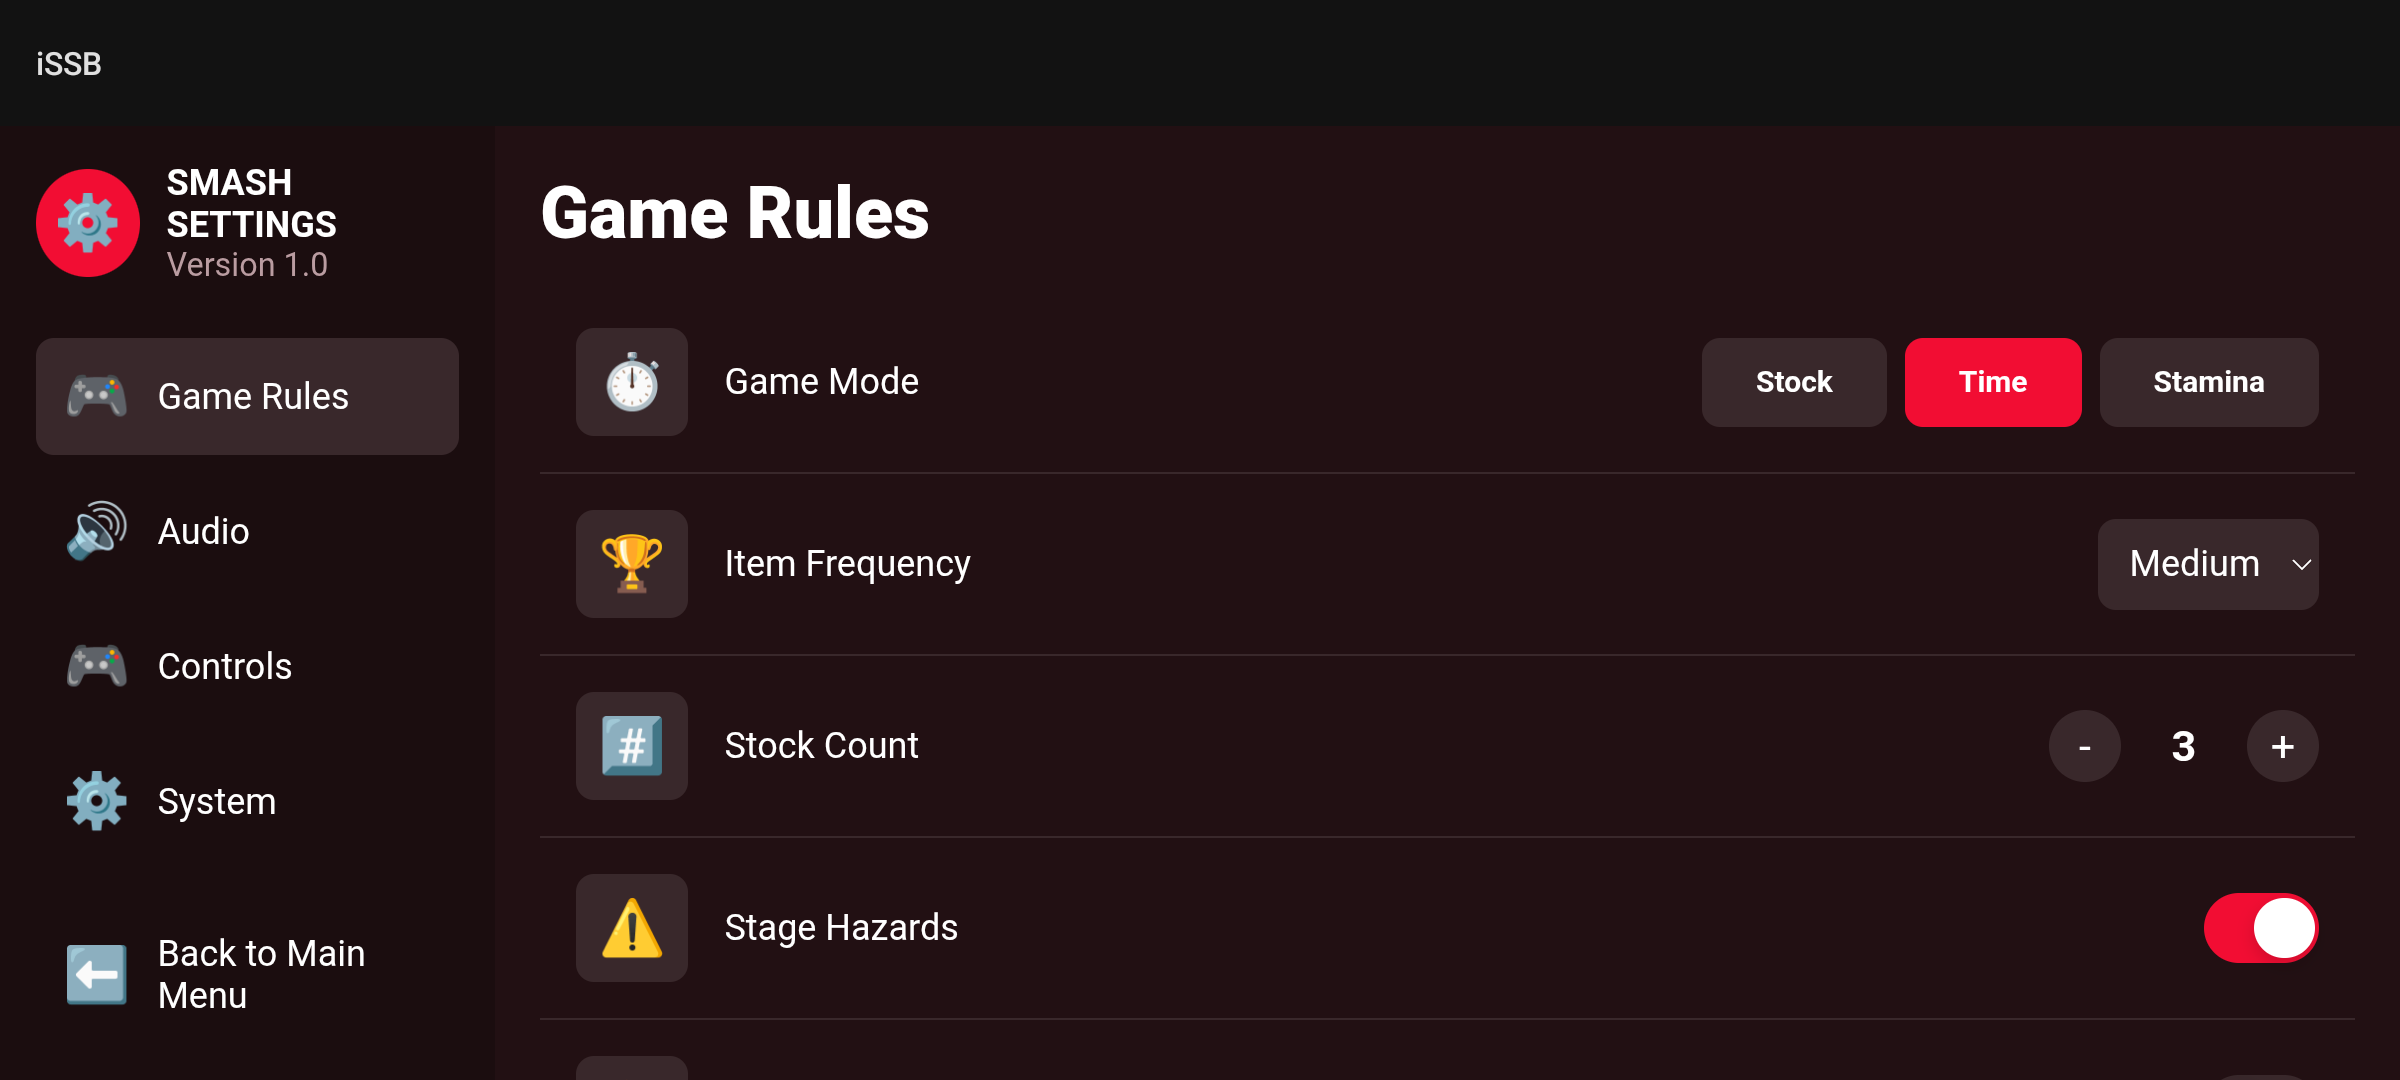 iSSB
SMASH
SETTINGS
Version 1.0
Game Rules
Audio
Controls
System
Back to Main
Menu
Game Rules
Game Mode
Stock
Time
Stamina
Item Frequency
Medium
#
Stock Count
- 3 +
Stage Hazards